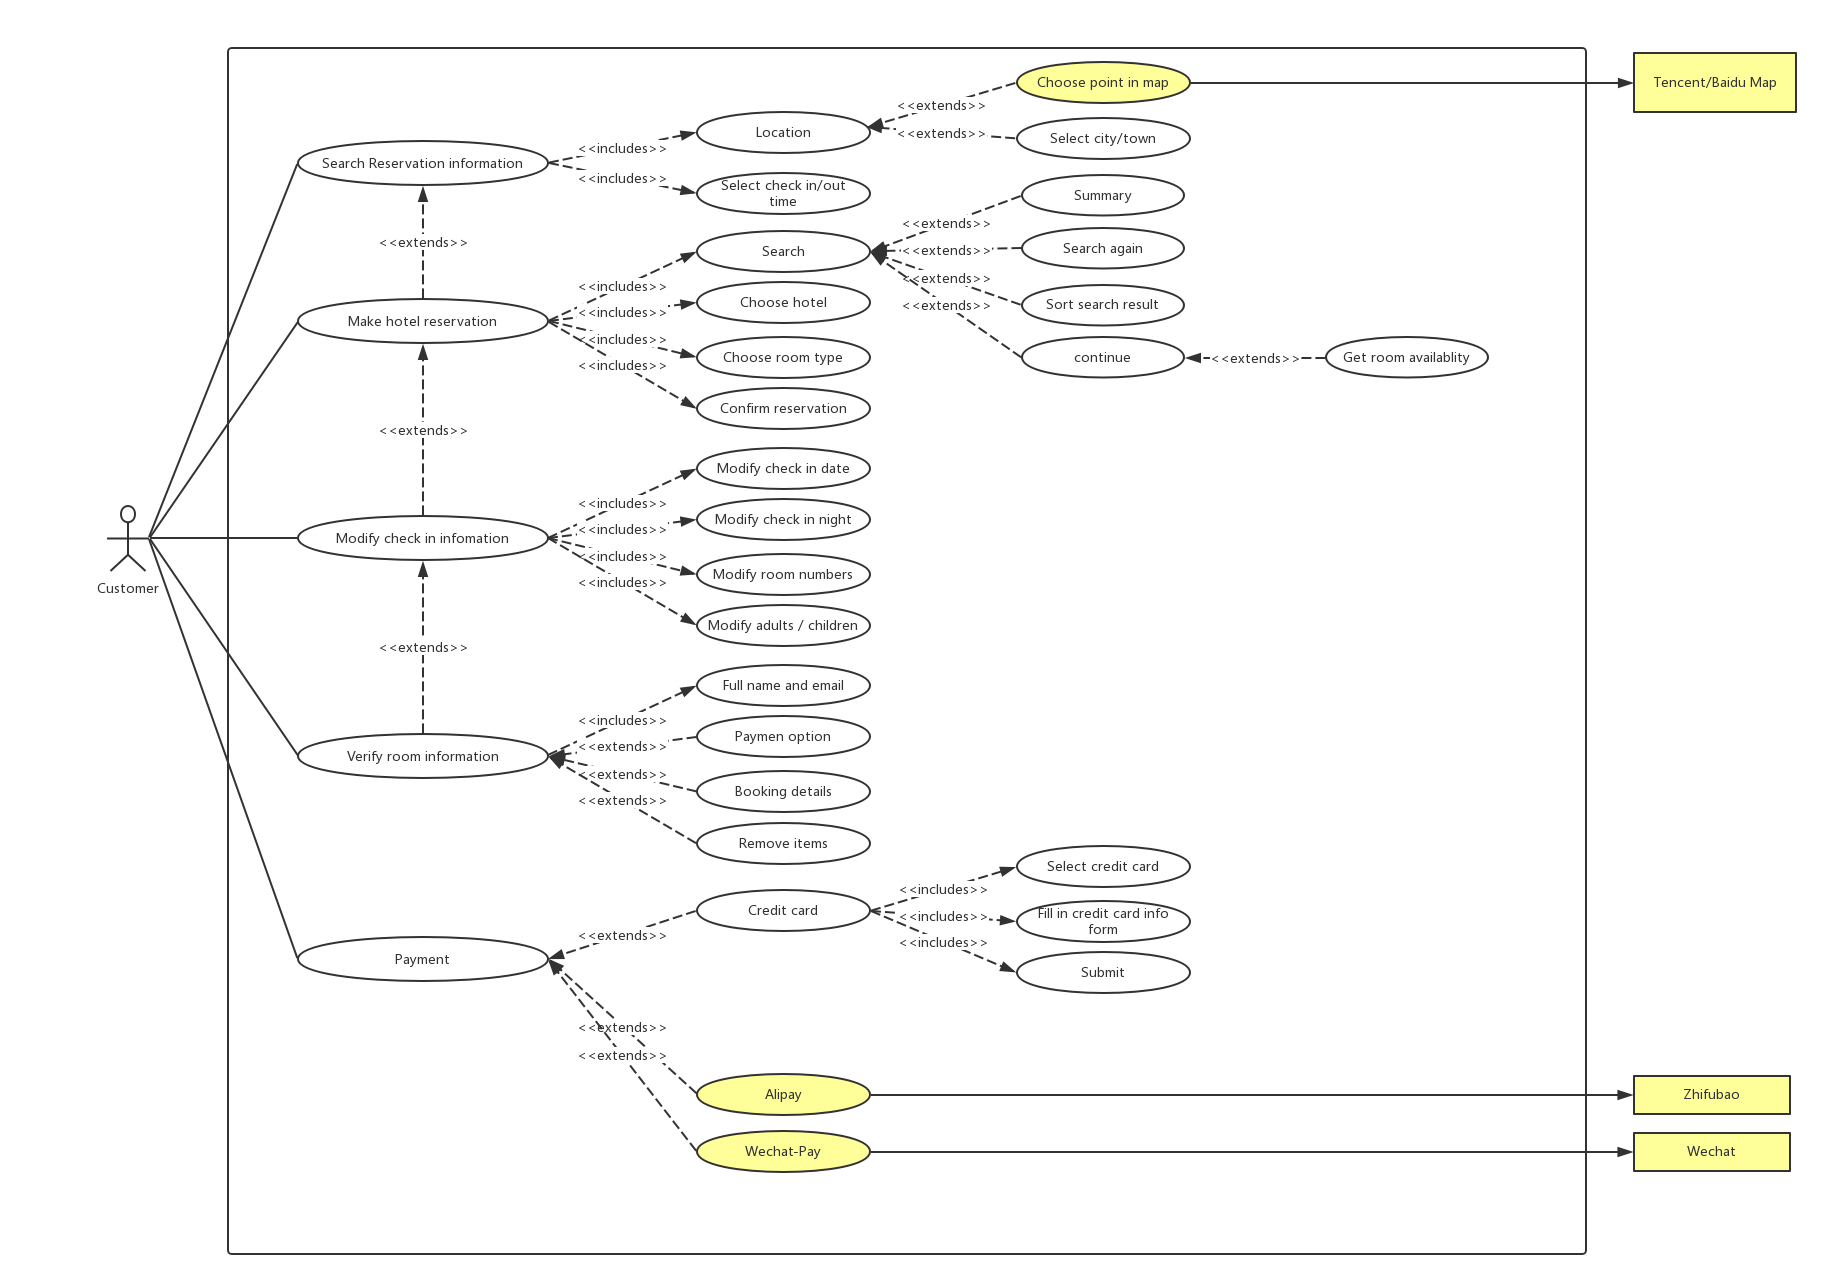 Choose point in map
Tencent/Baidu Map
<<extends>>
Location
<<extends>>
Select city/town
<<includes>>
Search Reservation information
<<includes>>
Select check in/out
time
Summary
<<extends>>
<<extends>>
Search
<<extends>>
Search again
<<extends>>
<<includes>>
Choose hotel
Sort search result
<<extends>>
<<includes>>
Make hotel reservation
<<includes>>
Choose room type
continue
<<extends>>
Get room availablity
<<includes>>
Confirm reservation
<<extends>>
Modify check in date
<<includes>>
Modify check in night
<<includes>>
Modify check in infomation
<<includes>>
Modify room numbers
<<includes>>
Customer
Modify adults / children
<<extends>>
Full name and email
<<includes>>
Paymen option
<<extends>>
Verify room information
<<extends>>
Booking details
<<extends>>
Remove items
Select credit card
<<includes>>
Credit card
<<includes>>
Fill in credit card info
form
<<extends>>
<<includes>>
Payment
Submit
<<extends>>
<<extends>>
Alipay
Zhifubao
Wechat-Pay
Wechat